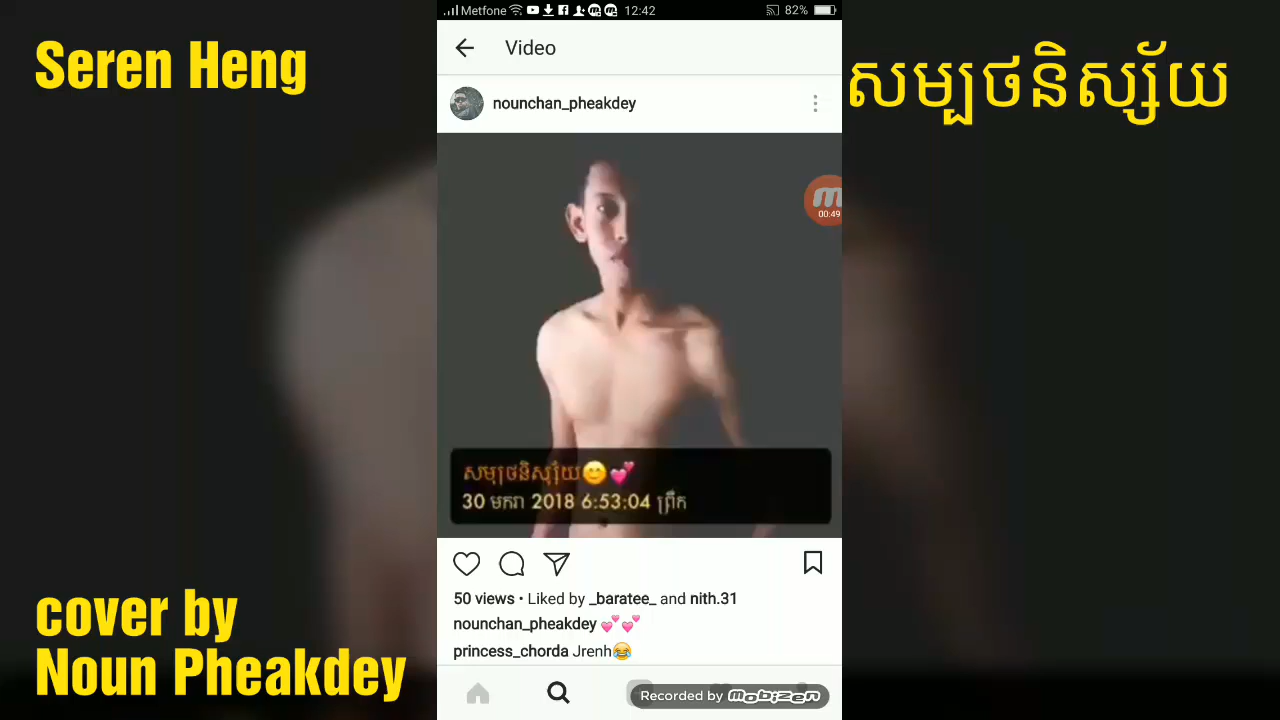 Seren Heng
សម្បថនិស្ស័យ
Metfone 12:42 82%
Video
nounchan_pheakdey
00:49
សម្បថនិស្ស័យ😊💕
30 មករា 2018 6:53:04 ព្រឹក
50 views • Liked by _baratee_ and nith.31
nounchan_pheakdey 💕💕
princess_chorda Jrenh😂
Recorded by mobizen
cover by
Noun Pheakdey